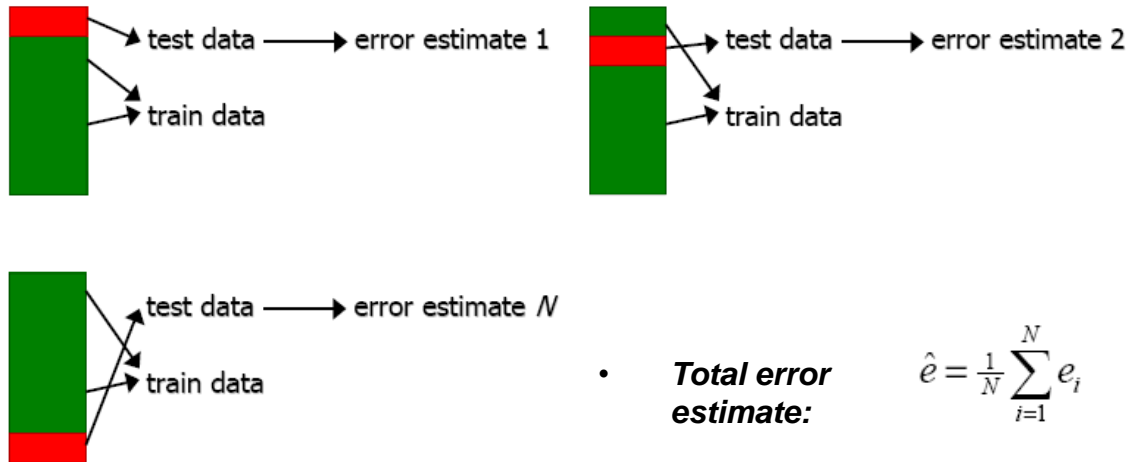 test data → error estimate 1
train data
test data → error estimate 2
train data
test data → error estimate N
train data
• Total error estimate:
ê = 1/N ∑_{i=1}^{N} e_i